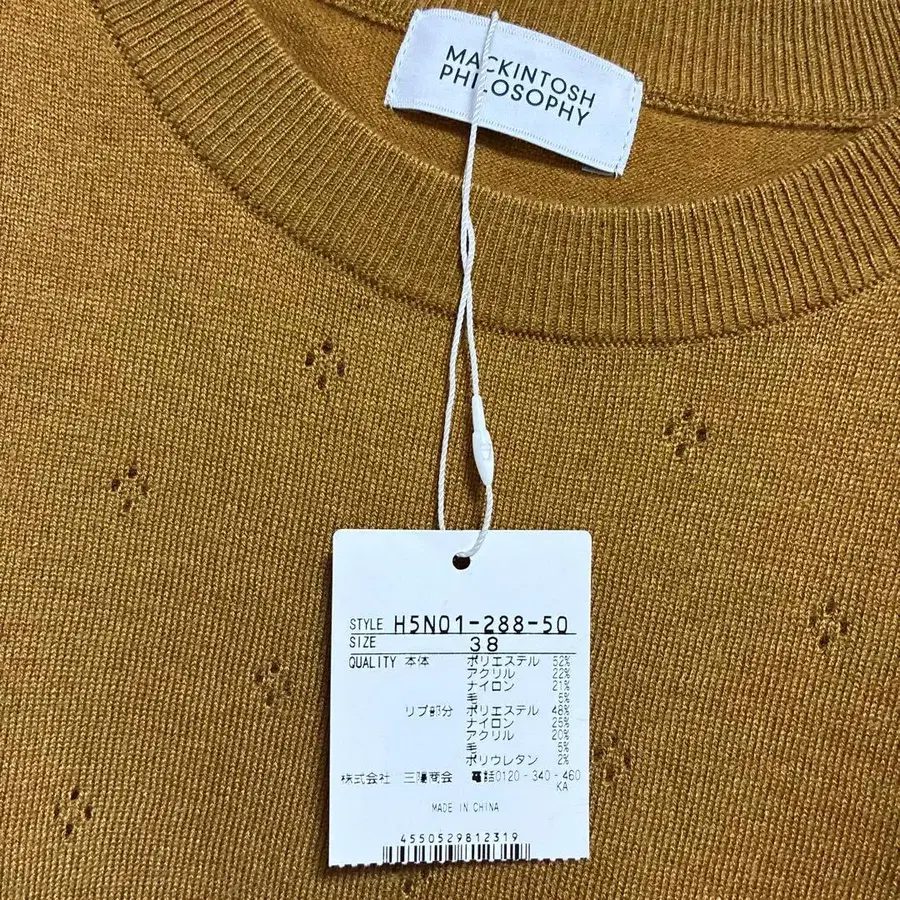 MACKINTOSH
PHILOSOPHY
STYLE H5N01-288-50
SIZE 38
QUALITY 本体 ポリエステル 52%
アクリル 22%
ナイロン 21%
毛 5%
リブ部分 ポリエステル 48%
ナイロン 25%
アクリル 20%
毛 5%
ポリウレタン 2%
株式会社 三陽商会 電話0120-340-460
KA
MADE IN CHINA
4550529812319